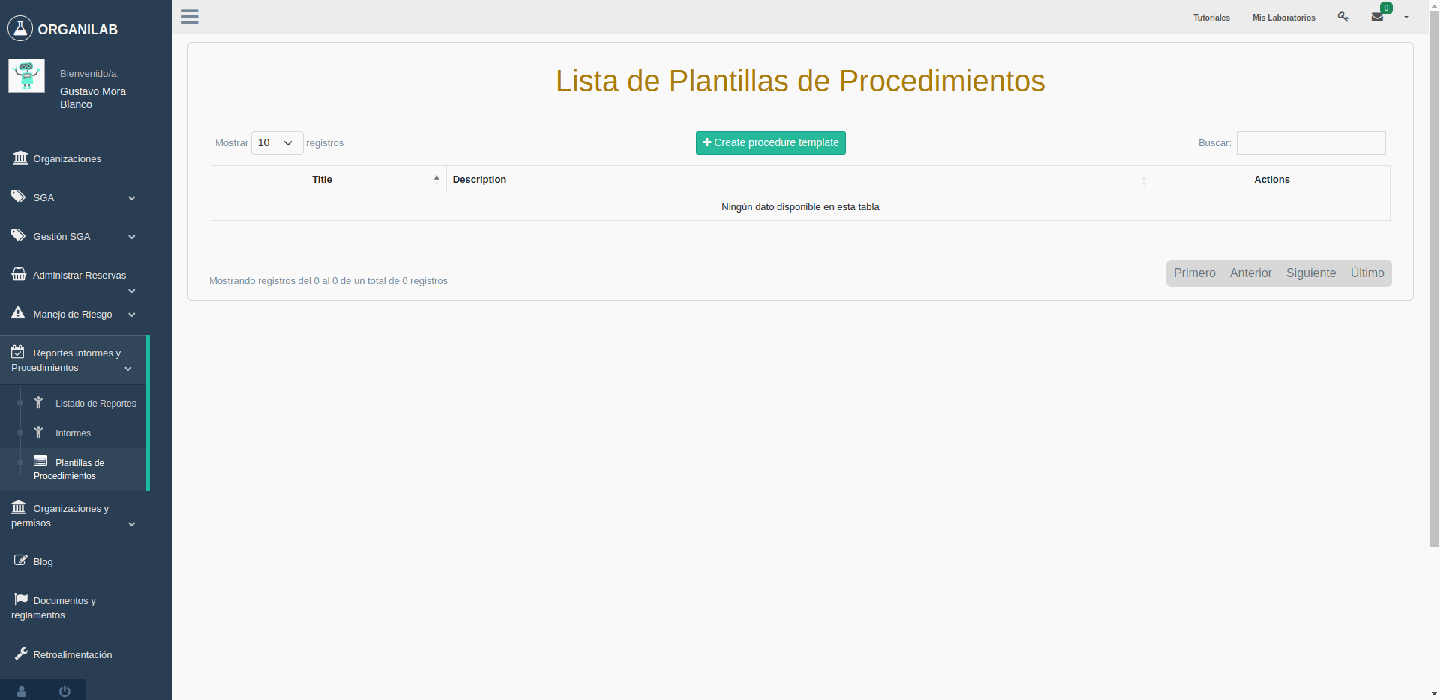 ORGANILAB
Bienvenido/a,
Gustavo Mora
Blanco
Organizaciones
SGA
Gestión SGA
Administrar Reservas
Manejo de Riesgo
Reportes informes y
Procedimientos
Listado de Reportes
Informes
Plantillas de
Procedimientos
Organizaciones y
permisos
Blog
Documentos y
reglamentos
Retroalimentación
Tutoriales
Mis Laboratorios
0
Lista de Plantillas de Procedimientos
Mostrar 10 registros
Create procedure template
Buscar:
Title
Description
Actions
Ningún dato disponible en esta tabla
Mostrando registros del 0 al 0 de un total de 0 registros
Primero Anterior Siguiente Último